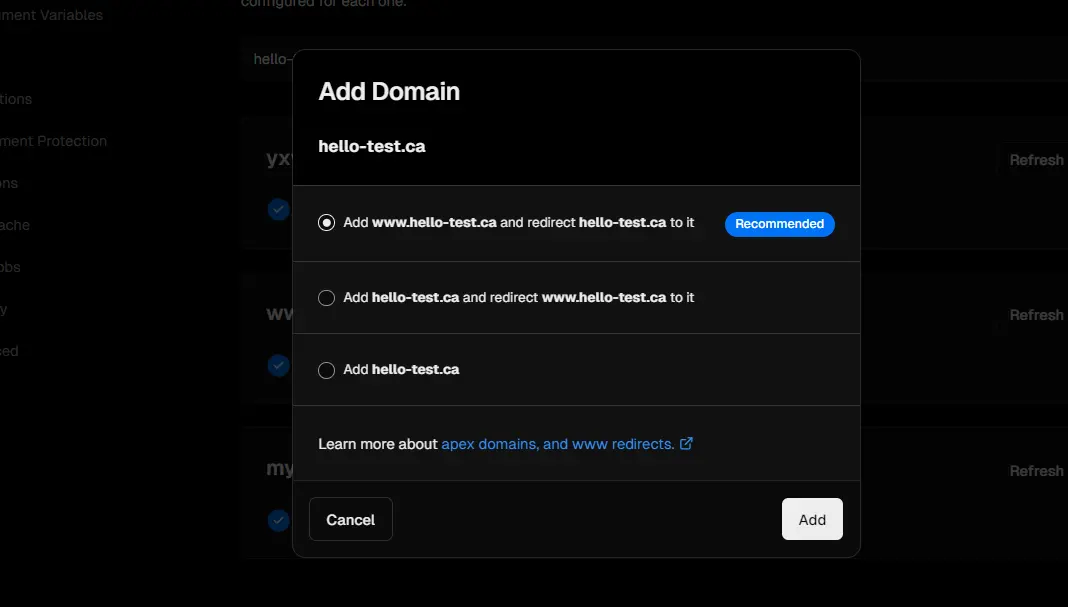 configured for each one.
ment Variables
hello-
Add Domain
tions
hello-test.ca
ment Protection
yx
Refresh
ons
Add www.hello-test.ca and redirect hello-test.ca to it
Recommended
ache
obs
Add hello-test.ca and redirect www.hello-test.ca to it
y
Refresh
ced
Add hello-test.ca
Learn more about apex domains, and www redirects.
my
Refresh
Cancel
Add